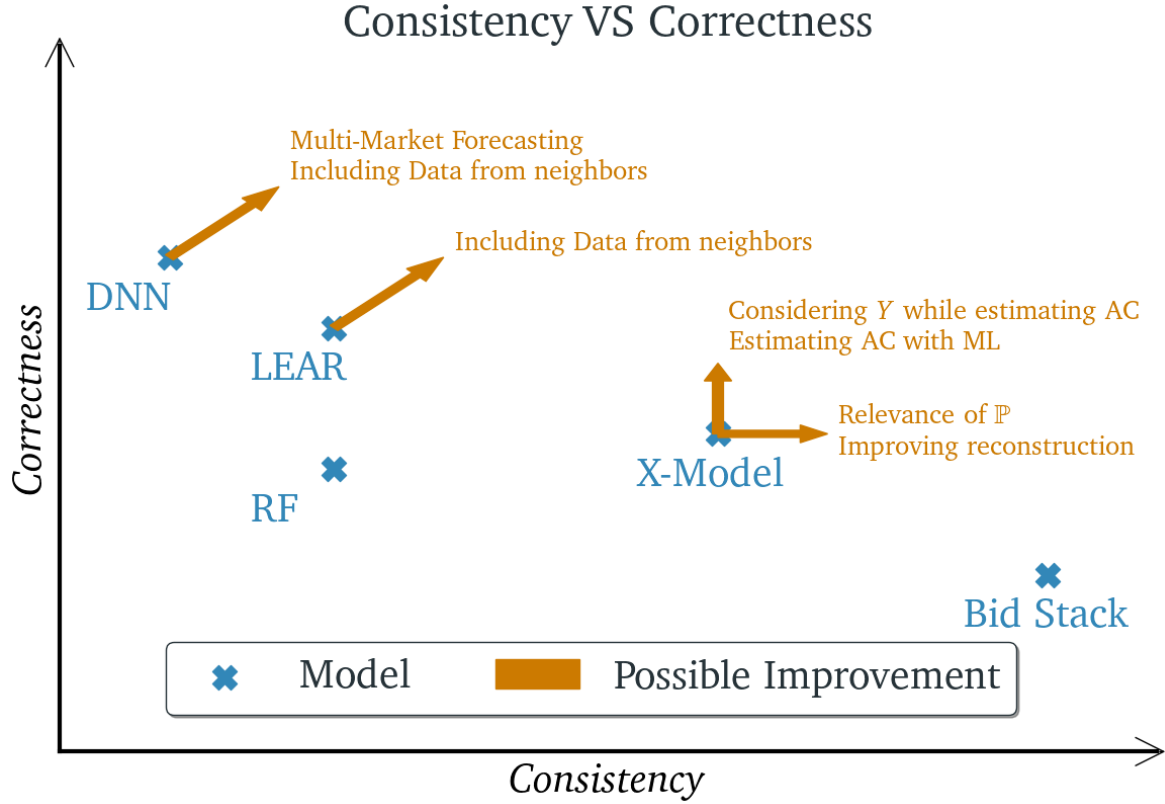 Consistency VS Correctness
Multi-Market Forecasting
Including Data from neighbors
Including Data from neighbors
DNN
Considering Y while estimating AC
Estimating AC with ML
LEAR
Correctness
Relevance of ℙ
Improving reconstruction
X-Model
RF
Bid Stack
Model
Possible Improvement
Consistency